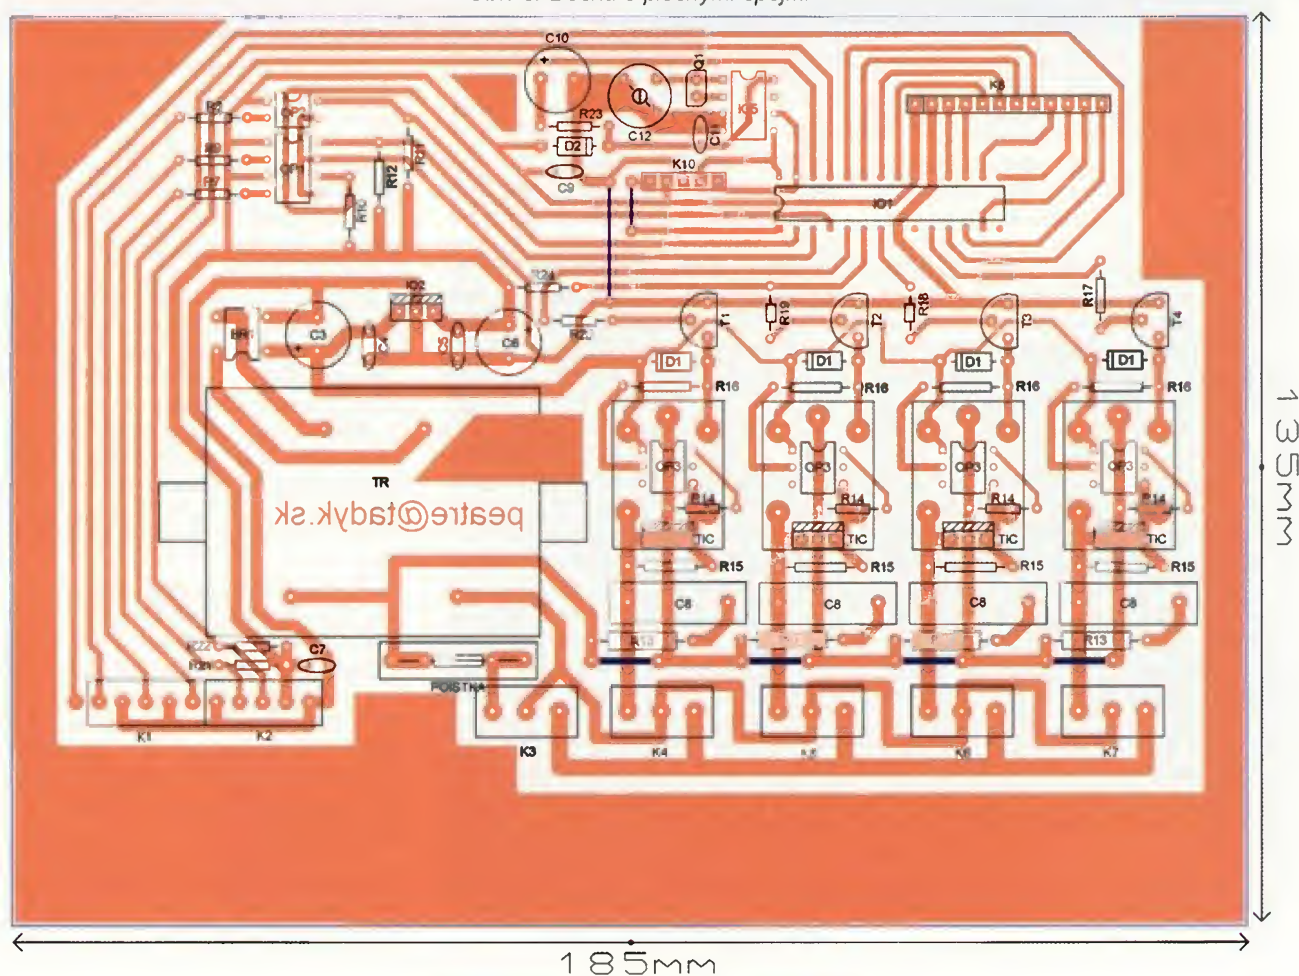 C10
Q1
K8
R23
D2
C12
C11
K10
C9
IO1
R12
R21
R10
R24
IO2
R19
R18
R17
T1
T2
T3
T4
C3
C6
D1
D1
D1
D1
R16
R16
R16
R16
OP3
OP3
OP3
OP3
TR
peatre@tadyk.sk
R14
R14
R14
R14
TIC
TIC
TIC
TIC
R15
R15
R15
R15
C8
C8
C8
C8
R13
R13
C7
POISTKA
K1
K2
K3
K4
K5
K6
K7
135mm
185mm